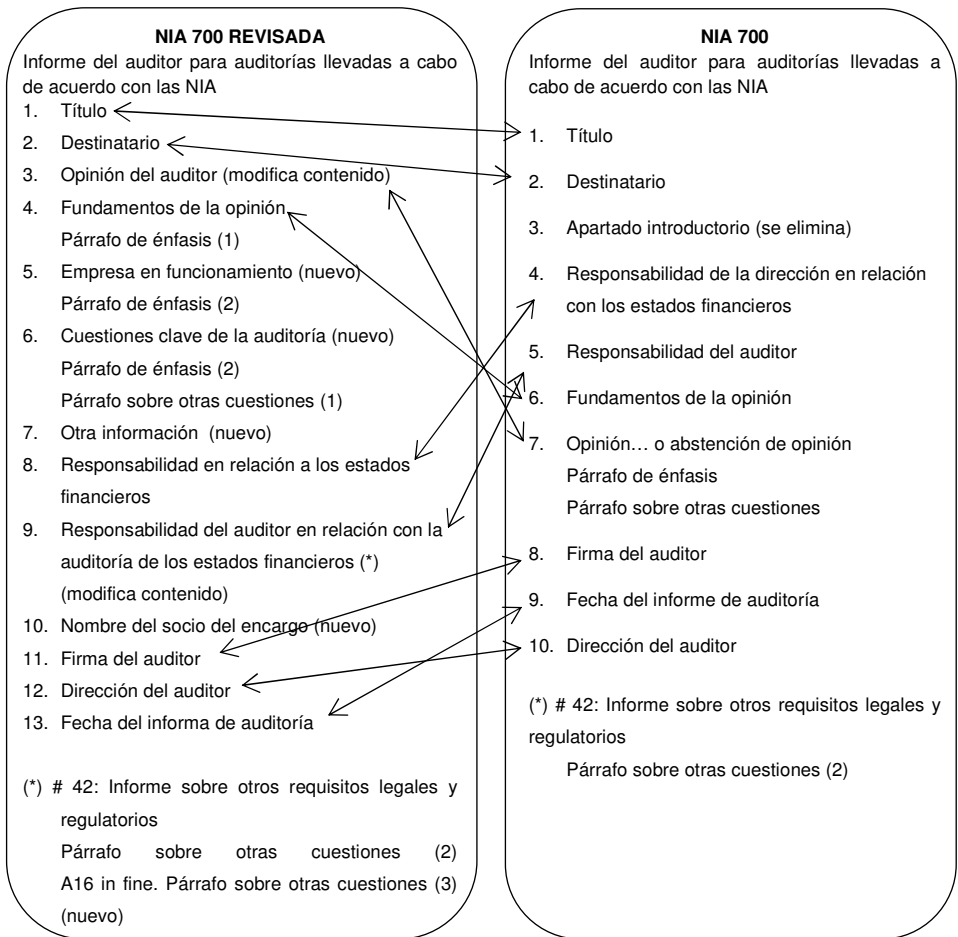 NIA 700 REVISADA
Informe del auditor para auditorías llevadas a cabo
de acuerdo con las NIA
1. Título
2. Destinatario
3. Opinión del auditor (modifica contenido)
4. Fundamentos de la opinión
Párrafo de énfasis (1)
5. Empresa en funcionamiento (nuevo)
Párrafo de énfasis (2)
6. Cuestiones clave de la auditoría (nuevo)
Párrafo de énfasis (2)
Párrafo sobre otras cuestiones (1)
7. Otra información (nuevo)
8. Responsabilidad en relación a los estados
financieros
9. Responsabilidad del auditor en relación con la
auditoría de los estados financieros (*)
(modifica contenido)
10. Nombre del socio del encargo (nuevo)
11. Firma del auditor
12. Dirección del auditor
13. Fecha del informa de auditoría
(*) # 42: Informe sobre otros requisitos legales y
regulatorios
Párrafo sobre otras cuestiones (2)
A16 in fine. Párrafo sobre otras cuestiones (3)
(nuevo)
NIA 700
Informe del auditor para auditorías llevadas a
cabo de acuerdo con las NIA
1. Título
2. Destinatario
3. Apartado introductorio (se elimina)
4. Responsabilidad de la dirección en relación
con los estados financieros
5. Responsabilidad del auditor
6. Fundamentos de la opinión
7. Opinión… o abstención de opinión
Párrafo de énfasis
Párrafo sobre otras cuestiones
8. Firma del auditor
9. Fecha del informe de auditoría
10. Dirección del auditor
(*) # 42: Informe sobre otros requisitos legales y
regulatorios
Párrafo sobre otras cuestiones (2)